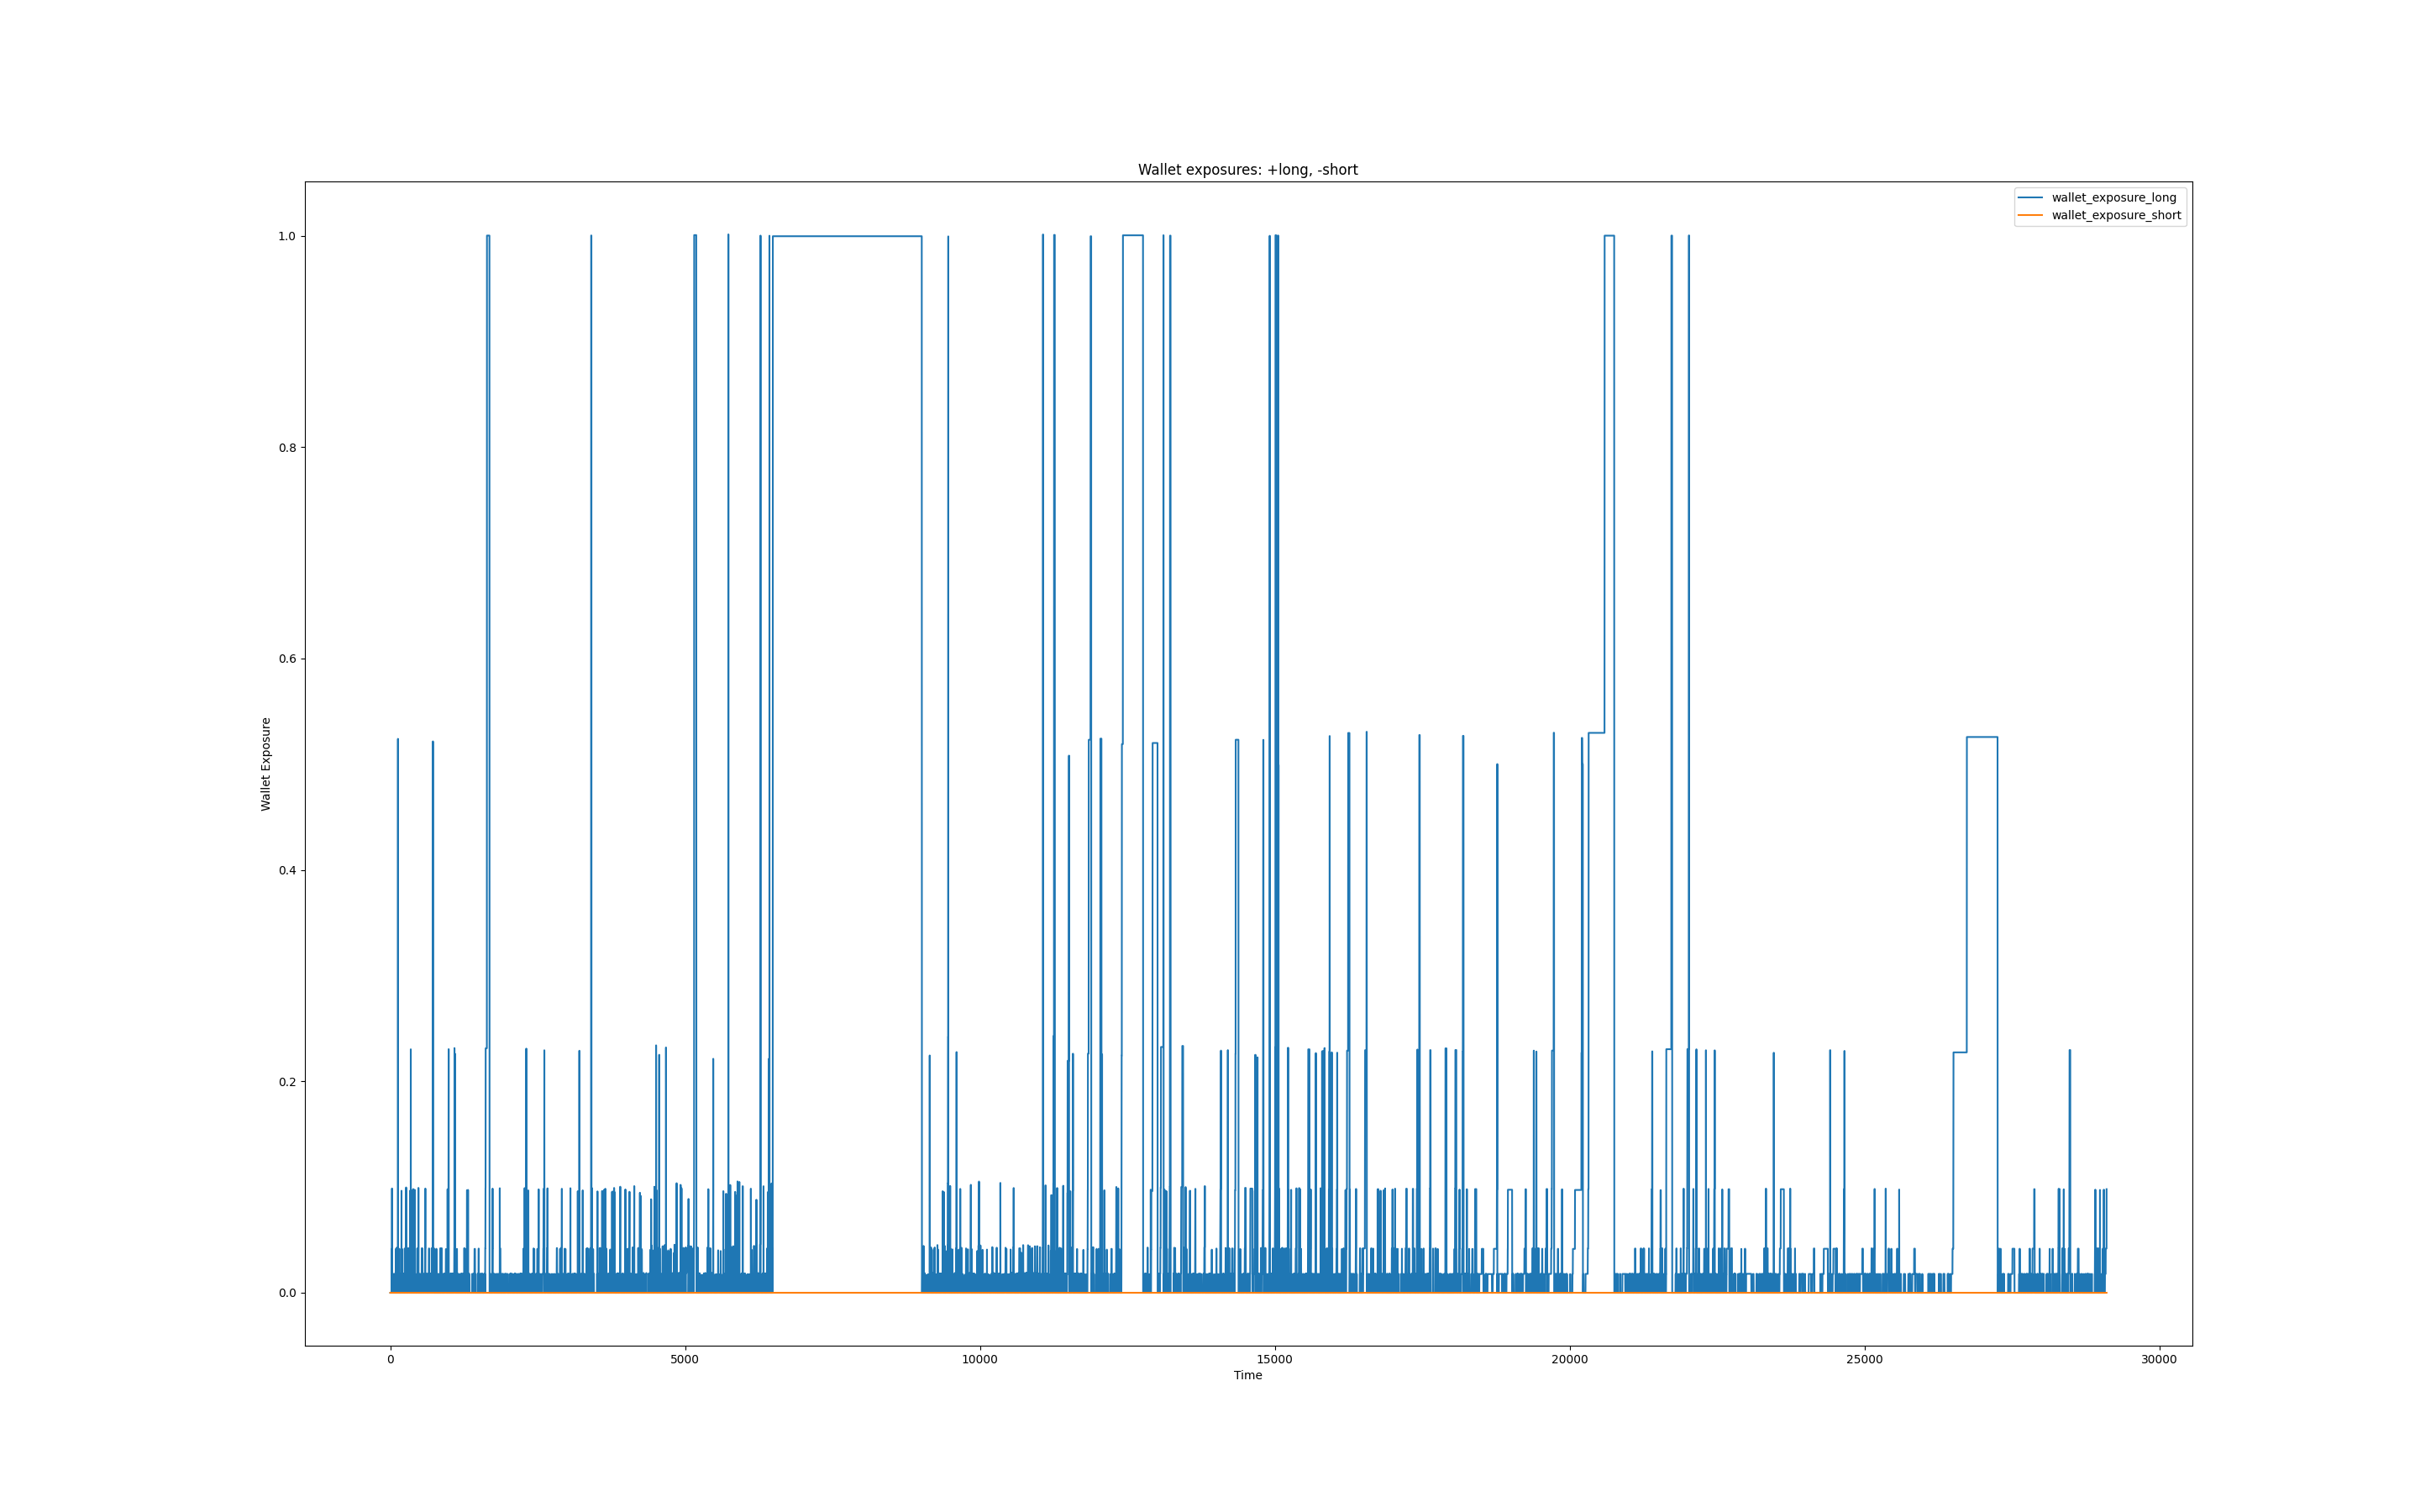 Wallet exposures: +long, -short
wallet_exposure_long
wallet_exposure_short
1.0
0.8
0.6
0.4
0.2
0.0
Wallet Exposure
0 5000 10000 15000 20000 25000 30000
Time